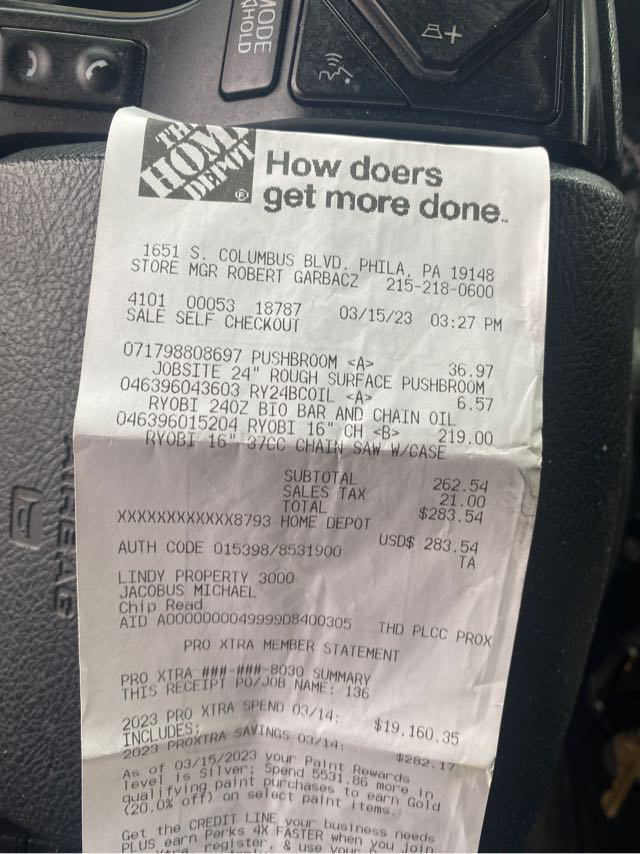 MODE
HOLD
THE
HOME
DEPOT
®
How doers
get more done™
1651 S. COLUMBUS BLVD. PHILA, PA 19148
STORE MGR ROBERT GARBACZ 215-218-0600
4101 00053 18787 03/15/23 03:27 PM
SALE SELF CHECKOUT
071798808697 PUSHBROOM <A> 36.97
JOBSITE 24" ROUGH SURFACE PUSHBROOM
046396043603 RY24BCOIL <A> 6.57
RYOBI 24OZ BIO BAR AND CHAIN OIL
046396015204 RYOBI 16" CH <B> 219.00
RYOBI 16" 37CC CHAIN SAW W/CASE
SUBTOTAL 262.54
SALES TAX 21.00
TOTAL $283.54
XXXXXXXXXXXX8793 HOME DEPOT
USD$ 283.54
AUTH CODE 015398/8531900 TA
LINDY PROPERTY 3000
JACOBUS MICHAEL
Chip Read
AID A0000000049999D8400305 THD PLCC PROX
PRO XTRA MEMBER STATEMENT
PRO XTRA ###-###-8030 SUMMARY
THIS RECEIPT PO/JOB NAME: 136
2023 PRO XTRA SPEND 03/14: $19,160.35
INCLUDES:
2023 PROXTRA SAVINGS 03/14: $282.17
As of 03/15/2023 your Paint Rewards
level is Silver; Spend 5531.86 more in
qualifying paint purchases to earn Gold
(20.0% off) on select paint items.
Get the CREDIT LINE your business needs
PLUS earn Perks 4X FASTER when you join
register, & use your
AIRBAG